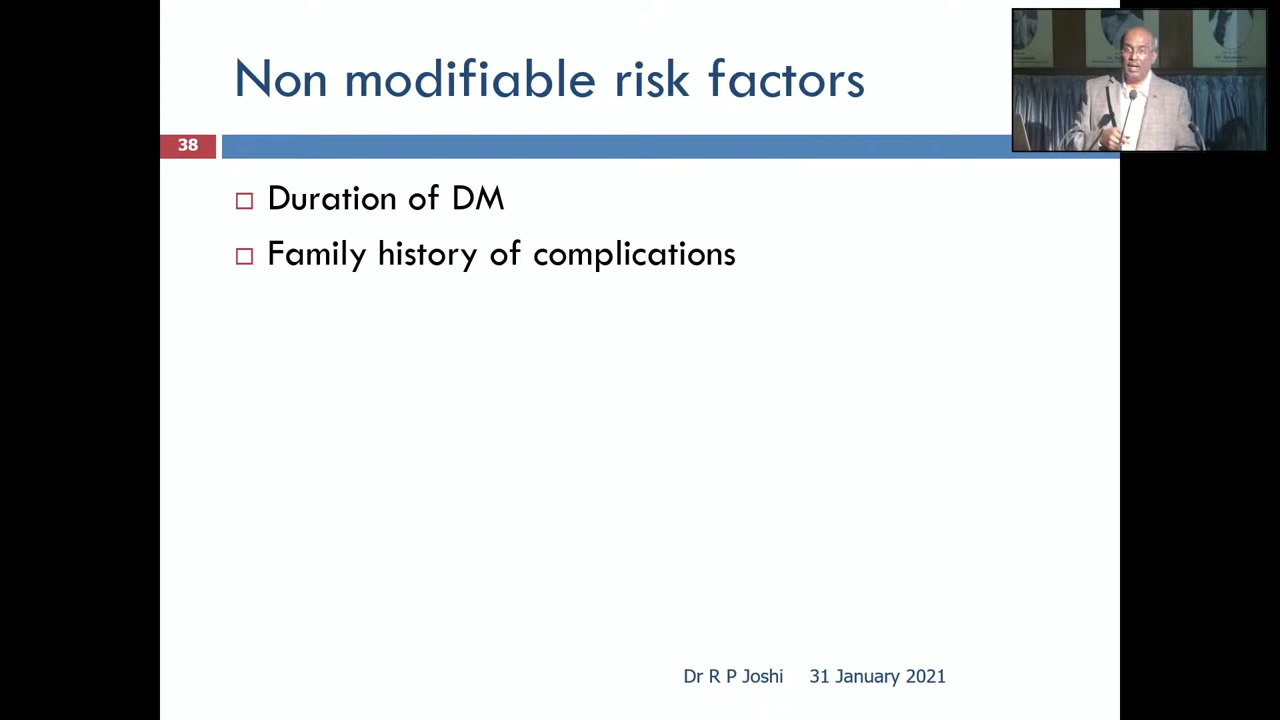 Non modifiable risk factors
38
Duration of DM
Family history of complications
Dr R P Joshi 31 January 2021